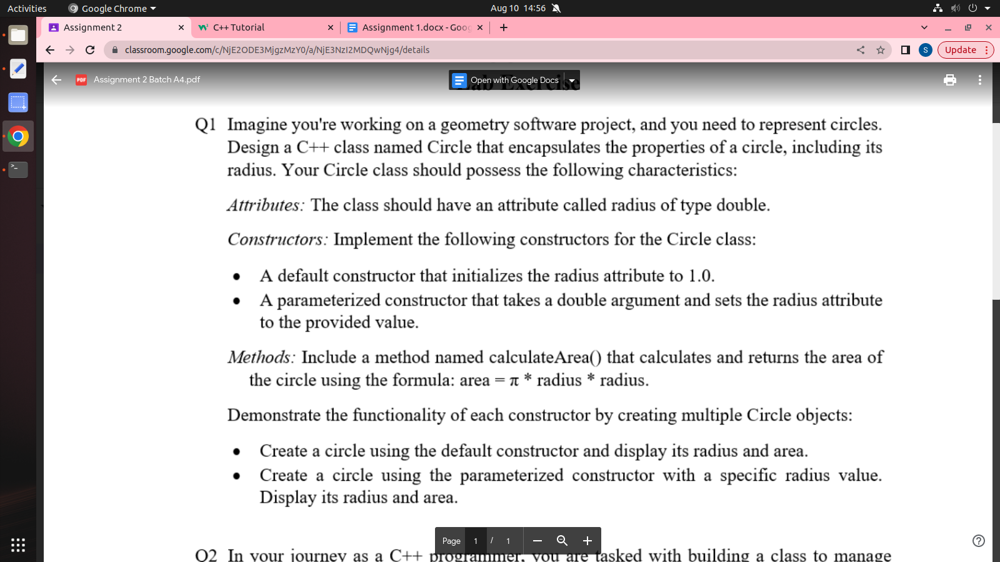 Activities
Google Chrome
Aug 10 14:56
Assignment 2
C++ Tutorial
Assignment 1.docx - Goog
classroom.google.com/c/NjE2ODE3MjgzMzY0/a/NjE3NzI2MDQwNjg4/details
S
Update
PDF
Assignment 2 Batch A4.pdf
Open with Google Docs
Lab Exercise
Q1 Imagine you're working on a geometry software project, and you need to represent circles.
Design a C++ class named Circle that encapsulates the properties of a circle, including its
radius. Your Circle class should possess the following characteristics:
Attributes: The class should have an attribute called radius of type double.
Constructors: Implement the following constructors for the Circle class:
• A default constructor that initializes the radius attribute to 1.0.
• A parameterized constructor that takes a double argument and sets the radius attribute
to the provided value.
Methods: Include a method named calculateArea() that calculates and returns the area of
the circle using the formula: area = π * radius * radius.
Demonstrate the functionality of each constructor by creating multiple Circle objects:
• Create a circle using the default constructor and display its radius and area.
• Create a circle using the parameterized constructor with a specific radius value.
Display its radius and area.
Page 1 / 1
Q2 In your journey as a C++ programmer, you are tasked with building a class to manage